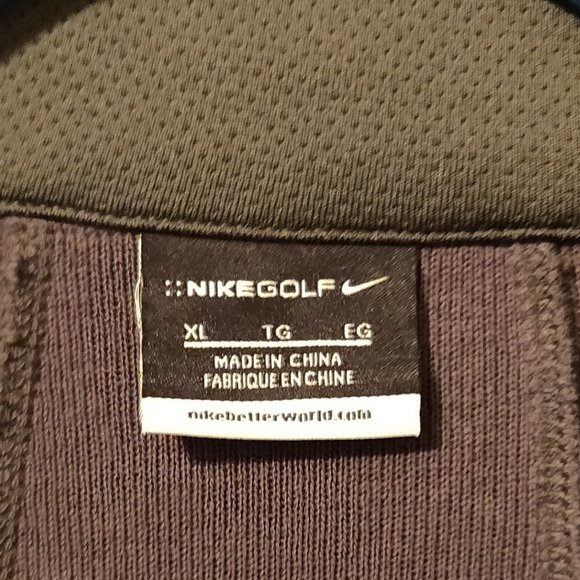 NIKEGOLF
XL TG EG
MADE IN CHINA
FABRIQUE EN CHINE
nikebetterworld.com